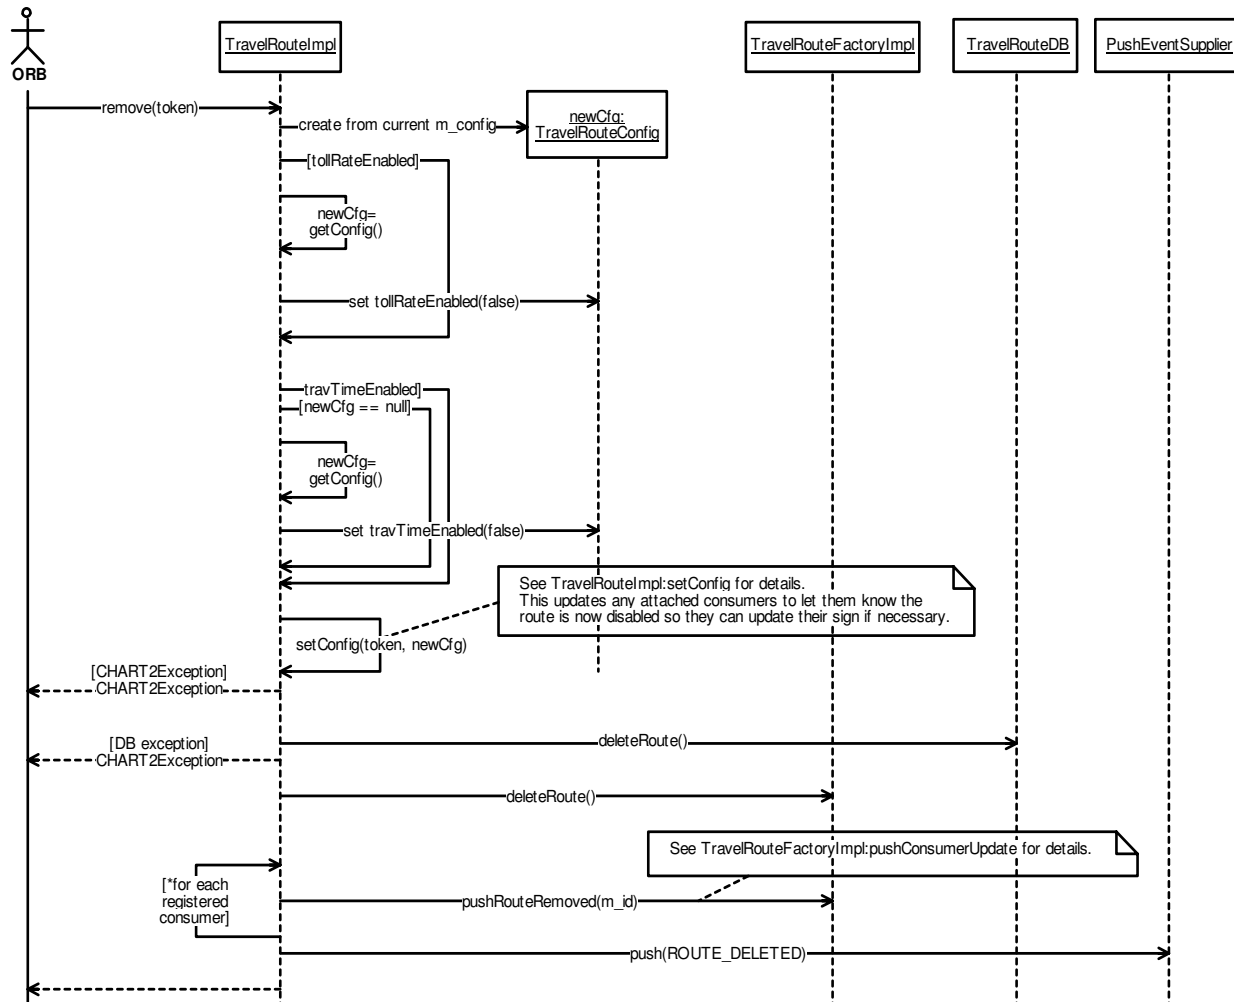 TravelRouteImpl
TravelRouteFactoryImpl
TravelRouteDB
PushEventSupplier
ORB
remove(token)
create from current m_config
newCfg:
TravelRouteConfig
[tollRateEnabled]
newCfg=
getConfig()
set tollRateEnabled(false)
travTimeEnabled]
[newCfg == null]
newCfg=
getConfig()
set travTimeEnabled(false)
See TravelRouteImpl:setConfig for details.
This updates any attached consumers to let them know the
route is now disabled so they can update their sign if necessary.
setConfig(token, newCfg)
[CHART2Exception]
CHART2Exception
[DB exception]
CHART2Exception
deleteRoute()
deleteRoute()
See TravelRouteFactoryImpl:pushConsumerUpdate for details.
[*for each
registered
consumer]
pushRouteRemoved(m_id)
push(ROUTE_DELETED)